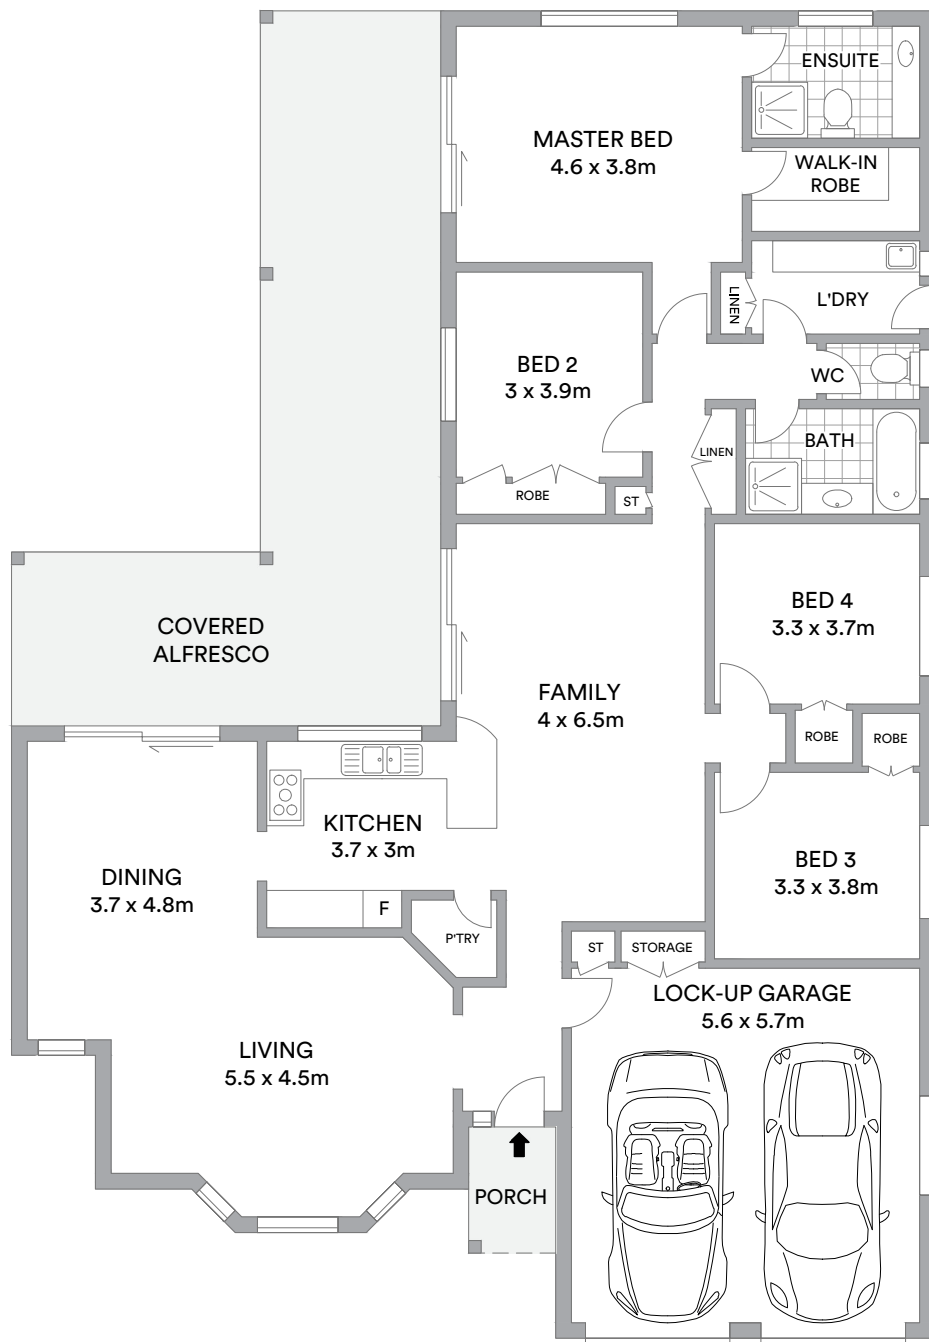 ENSUITE
MASTER BED
4.6 x 3.8m
WALK-IN
ROBE
LINEN
L'DRY
BED 2
3 x 3.9m
WC
BATH
LINEN
ROBE
ST
COVERED
ALFRESCO
BED 4
3.3 x 3.7m
FAMILY
4 x 6.5m
ROBE
ROBE
KITCHEN
3.7 x 3m
DINING
3.7 x 4.8m
BED 3
3.3 x 3.8m
F
P'TRY
ST
STORAGE
LOCK-UP GARAGE
5.6 x 5.7m
LIVING
5.5 x 4.5m
PORCH